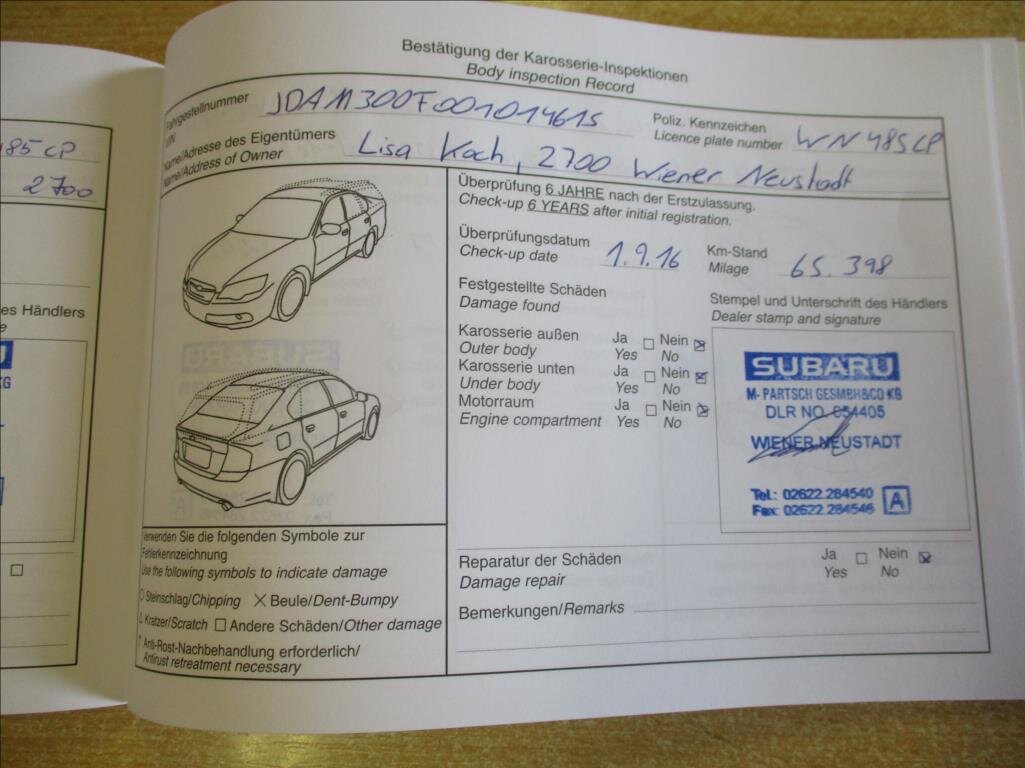 Bestätigung der Karosserie-Inspektionen
Body inspection Record
Fahrgestellnummer JDAM300F001014615
VIN
Poliz. Kennzeichen
Licence plate number WN 485CP
Name/Adresse des Eigentümers
Name/Address of Owner Lisa Koch, 2700 Wiener Neustadt
Überprüfung 6 JAHRE nach der Erstzulassung.
Check-up 6 YEARS after initial registration.
Überprüfungsdatum
Check-up date 1.9.16
Km-Stand
Milage 65.398
Festgestellte Schäden
Damage found
Karosserie außen Ja Nein
Outer body Yes No
Karosserie unten Ja Nein
Under body Yes No
Motorraum Ja Nein
Engine compartment Yes No
Stempel und Unterschrift des Händlers
Dealer stamp and signature
SUBARU
M. PARTSCH GESMBH&CO KG
DLR NO. 054405
WIENER NEUSTADT
Tel.: 02622 284540
Fax: 02622 284546 A
Verwenden Sie die folgenden Symbole zur
Fehlerkennzeichnung
Use the following symbols to indicate damage
Steinschlag/Chipping Beule/Dent-Bumpy
Kratzer/Scratch Andere Schäden/Other damage
Anti-Rost-Nachbehandlung erforderlich/
Antirust retreatment necessary
Reparatur der Schäden Ja Nein
Damage repair Yes No
Bemerkungen/Remarks
485 CP
2700
des Händlers
KG